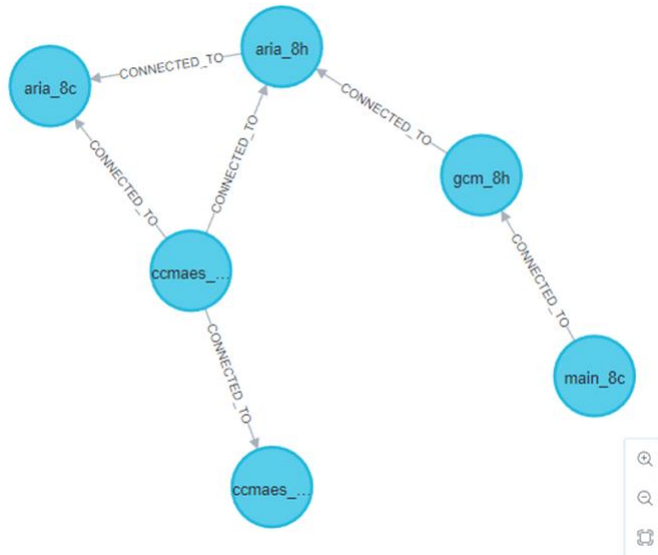 aria_8h
CONNECTED_TO
aria_8c
CONNECTED_TO
CONNECTED_TO
CONNECTED_TO
gcm_8h
CONNECTED_TO
ccmaes_...
CONNECTED_TO
main_8c
ccmaes_...